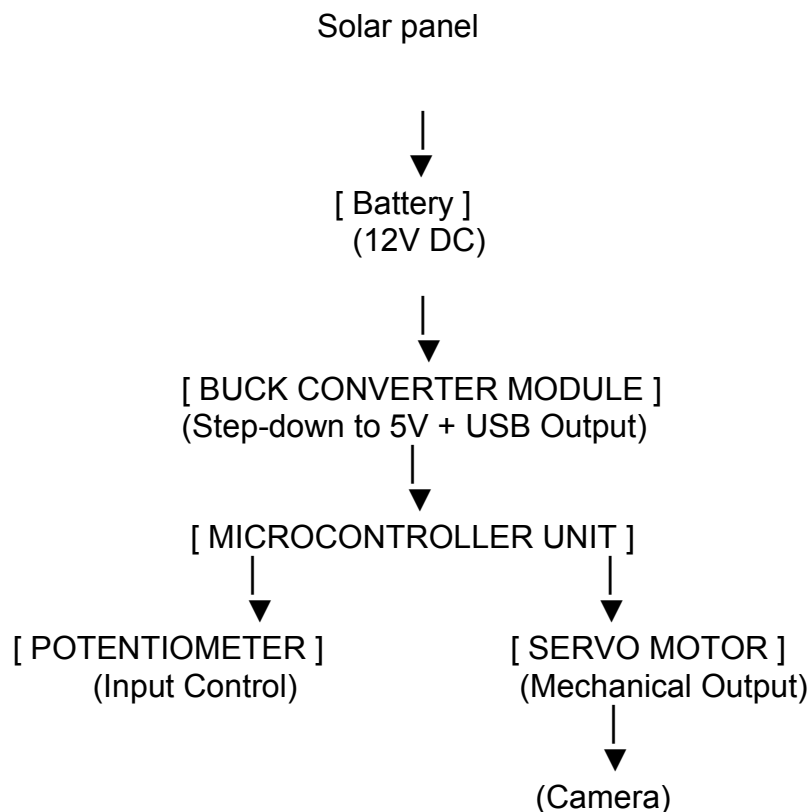 Solar panel
[ Battery ]
(12V DC)
[ BUCK CONVERTER MODULE ]
(Step-down to 5V + USB Output)
[ MICROCONTROLLER UNIT ]
[ POTENTIOMETER ] [ SERVO MOTOR ]
(Input Control) (Mechanical Output)
(Camera)